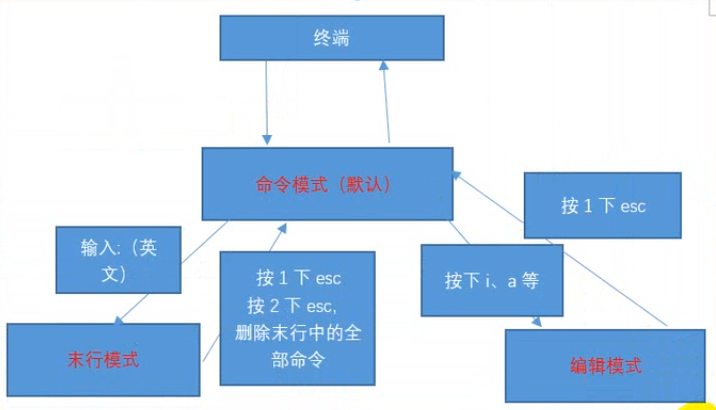 终端
命令模式（默认）
按1下 esc
输入:（英
文）
按1下 esc
按2下 esc,
删除末行中的全
部命令
按下 i、a 等
末行模式
编辑模式